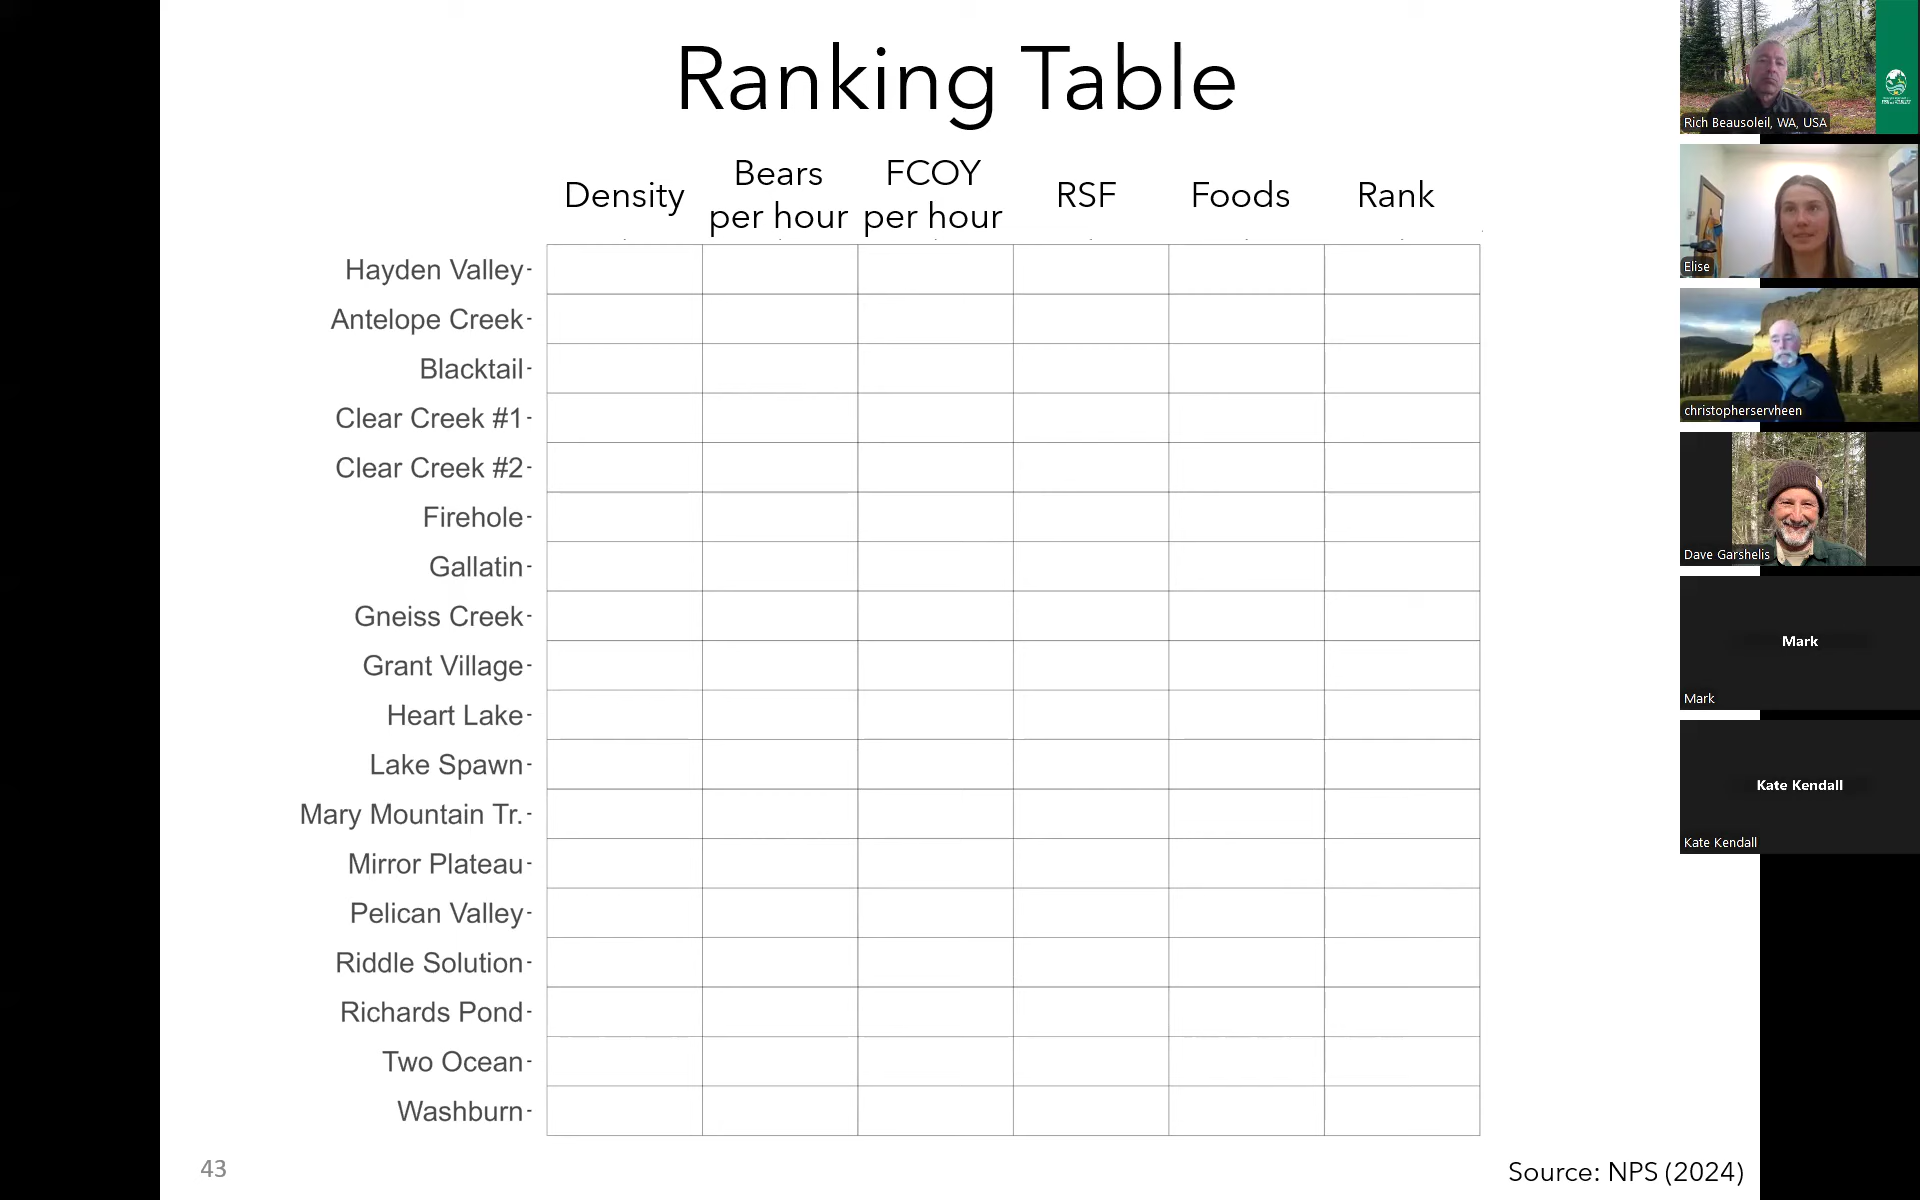 Ranking Table
Density
Bears
per hour
FCOY
per hour
RSF
Foods
Rank
Hayden Valley
Antelope Creek
Blacktail
Clear Creek #1
Clear Creek #2
Firehole
Gallatin
Gneiss Creek
Grant Village
Heart Lake
Lake Spawn
Mary Mountain Tr.
Mirror Plateau
Pelican Valley
Riddle Solution
Richards Pond
Two Ocean
Washburn
43
Source: NPS (2024)
Rich Beausoleil, WA, USA
Elise
christopherservheen
Dave Garshelis
Mark
Mark
Kate Kendall
Kate Kendall